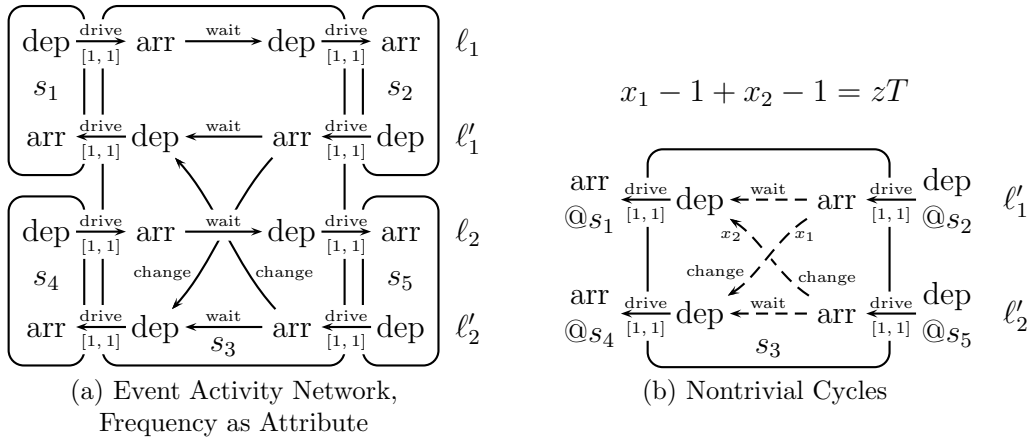 dep drive [1, 1] arr wait dep drive [1, 1] arr ℓ₁
s₁ s₂
arr drive [1, 1] dep wait arr drive [1, 1] dep ℓ′₁
dep drive [1, 1] arr wait dep drive [1, 1] arr ℓ₂
s₄ change change s₅
arr drive [1, 1] dep wait arr drive [1, 1] dep ℓ′₂
s₃
(a) Event Activity Network,
Frequency as Attribute
x₁ − 1 + x₂ − 1 = zT
arr @s₁ drive [1, 1] dep wait arr drive [1, 1] dep @s₂ ℓ′₁
x₂ x₁
change change
arr @s₄ drive [1, 1] dep wait arr drive [1, 1] dep @s₅ ℓ′₂
s₃
(b) Nontrivial Cycles